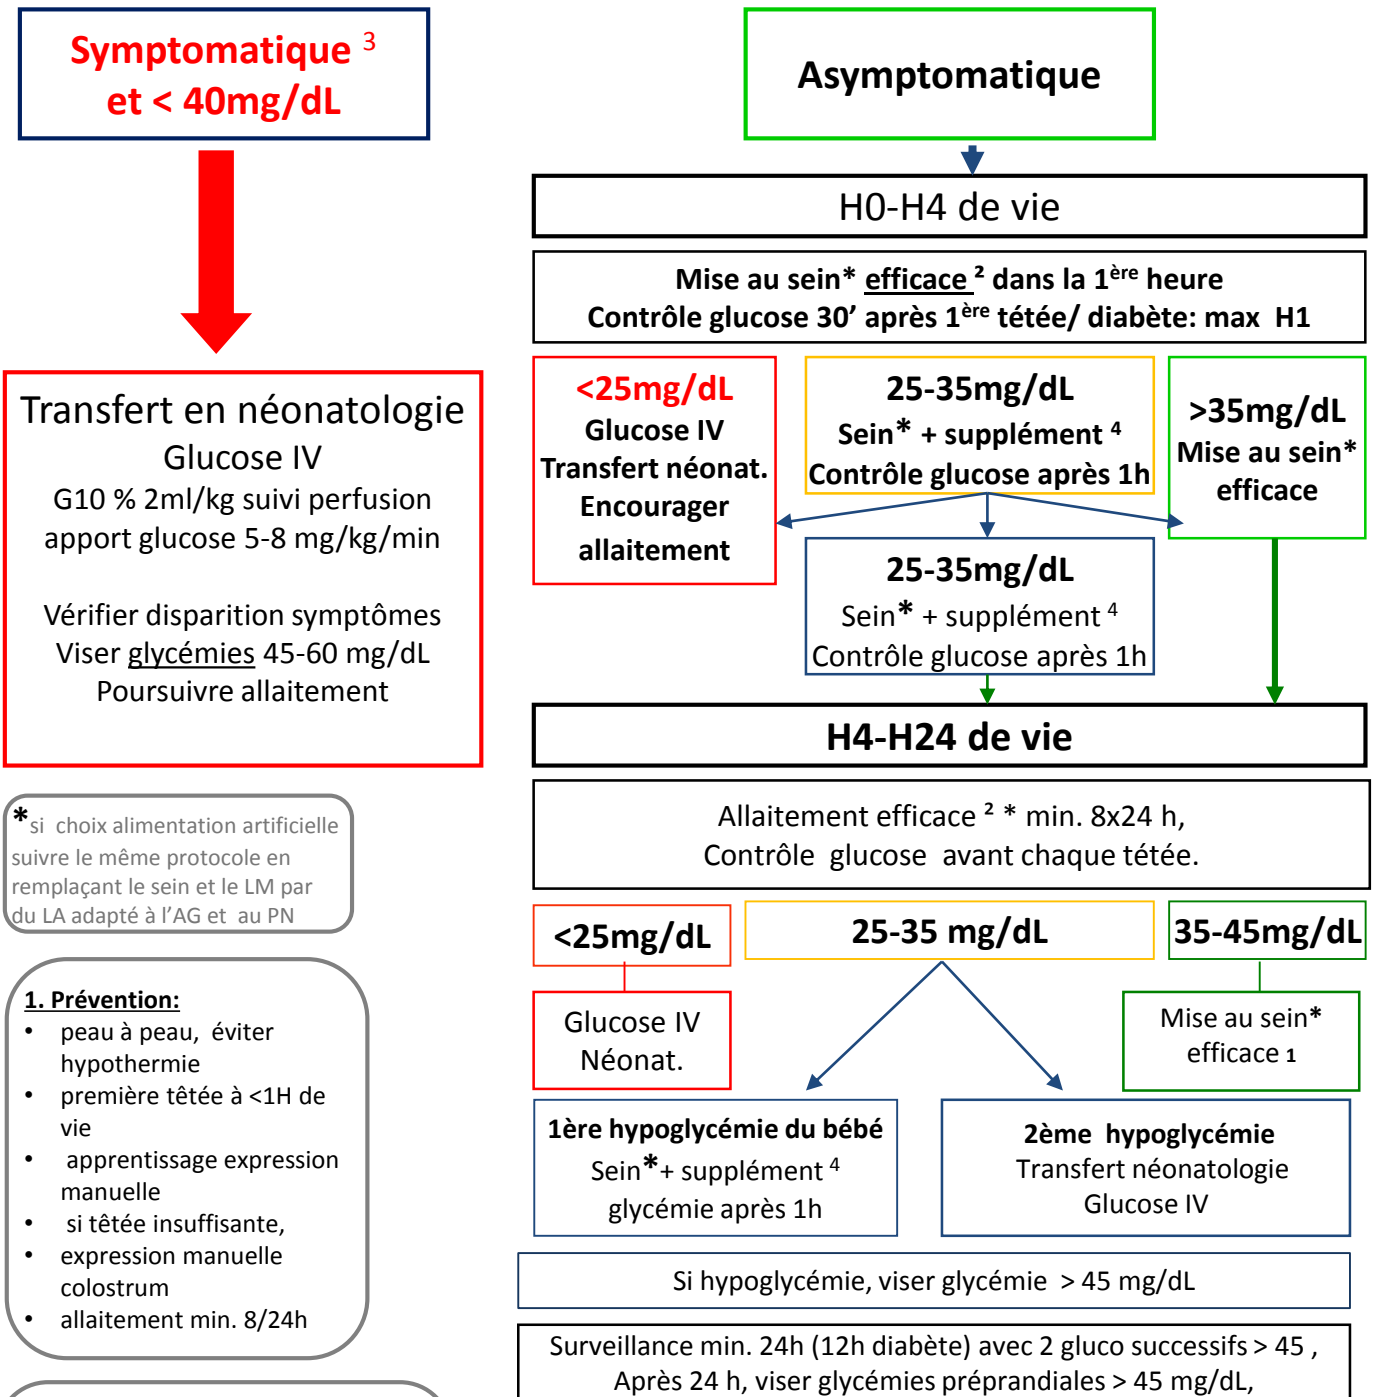 Symptomatique ³
et < 40mg/dL
Transfert en néonatologie
Glucose IV
G10 % 2ml/kg suivi perfusion
apport glucose 5-8 mg/kg/min
Vérifier disparition symptômes
Viser glycémies 45-60 mg/dL
Poursuivre allaitement
*si choix alimentation artificielle
suivre le même protocole en
remplaçant le sein et le LM par
du LA adapté à l'AG et au PN
1. Prévention:
• peau à peau, éviter
hypothermie
• première têtée à <1H de
vie
• apprentissage expression
manuelle
• si têtée insuffisante,
• expression manuelle
colostrum
• allaitement min. 8/24h
Asymptomatique
H0-H4 de vie
Mise au sein* efficace ² dans la 1ère heure
Contrôle glucose 30' après 1ère tétée/ diabète: max H1
<25mg/dL
Glucose IV
Transfert néonat.
Encourager
allaitement
25-35mg/dL
Sein* + supplément ⁴
Contrôle glucose après 1h
>35mg/dL
Mise au sein*
efficace
25-35mg/dL
Sein* + supplément ⁴
Contrôle glucose après 1h
H4-H24 de vie
Allaitement efficace ² * min. 8x24 h,
Contrôle glucose avant chaque tétée.
<25mg/dL
Glucose IV
Néonat.
25-35 mg/dL
35-45mg/dL
Mise au sein*
efficace 1
1ère hypoglycémie du bébé
Sein*+ supplément ⁴
glycémie après 1h
2ème hypoglycémie
Transfert néonatologie
Glucose IV
Si hypoglycémie, viser glycémie > 45 mg/dL
Surveillance min. 24h (12h diabète) avec 2 gluco successifs > 45 ,
Après 24 h, viser glycémies préprandiales > 45 mg/dL,